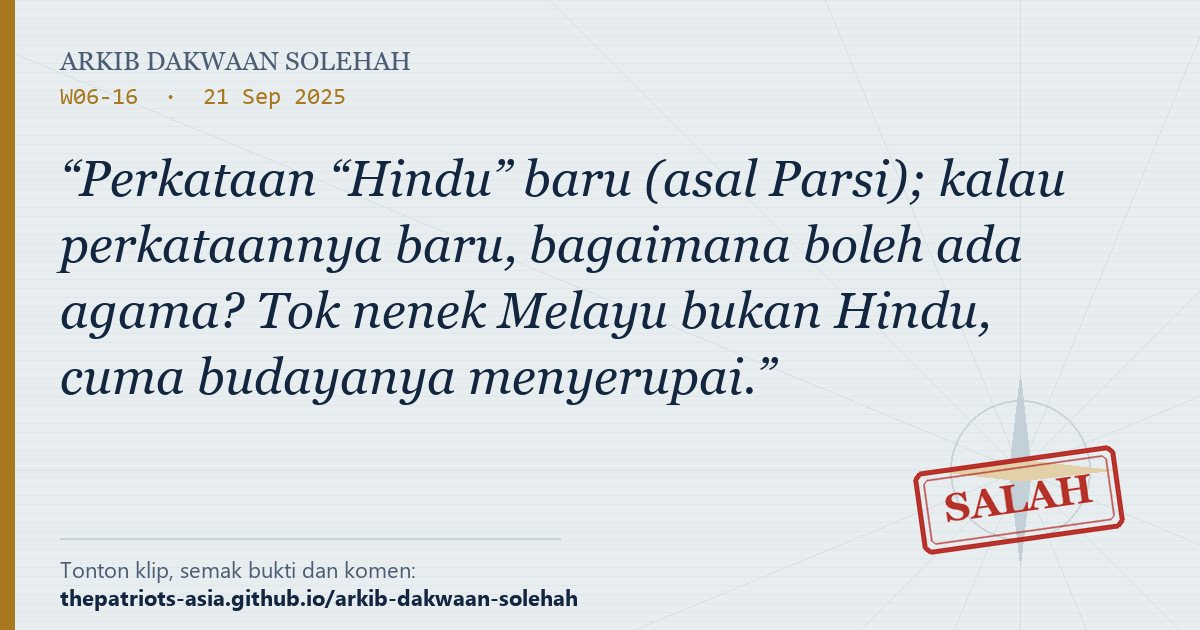 ARKIB DAKWAAN SOLEHAH
W06-16 · 21 Sep 2025
“Perkataan “Hindu” baru (asal Parsi); kalau
perkataannya baru, bagaimana boleh ada
agama? Tok nenek Melayu bukan Hindu,
cuma budayanya menyerupai.”
SALAH
Tonton klip, semak bukti dan komen:
thepatriots-asia.github.io/arkib-dakwaan-solehah